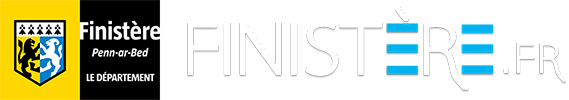 Finistère
Penn-ar-Bed
LE DÉPARTEMENT
FINISTÈRE.FR